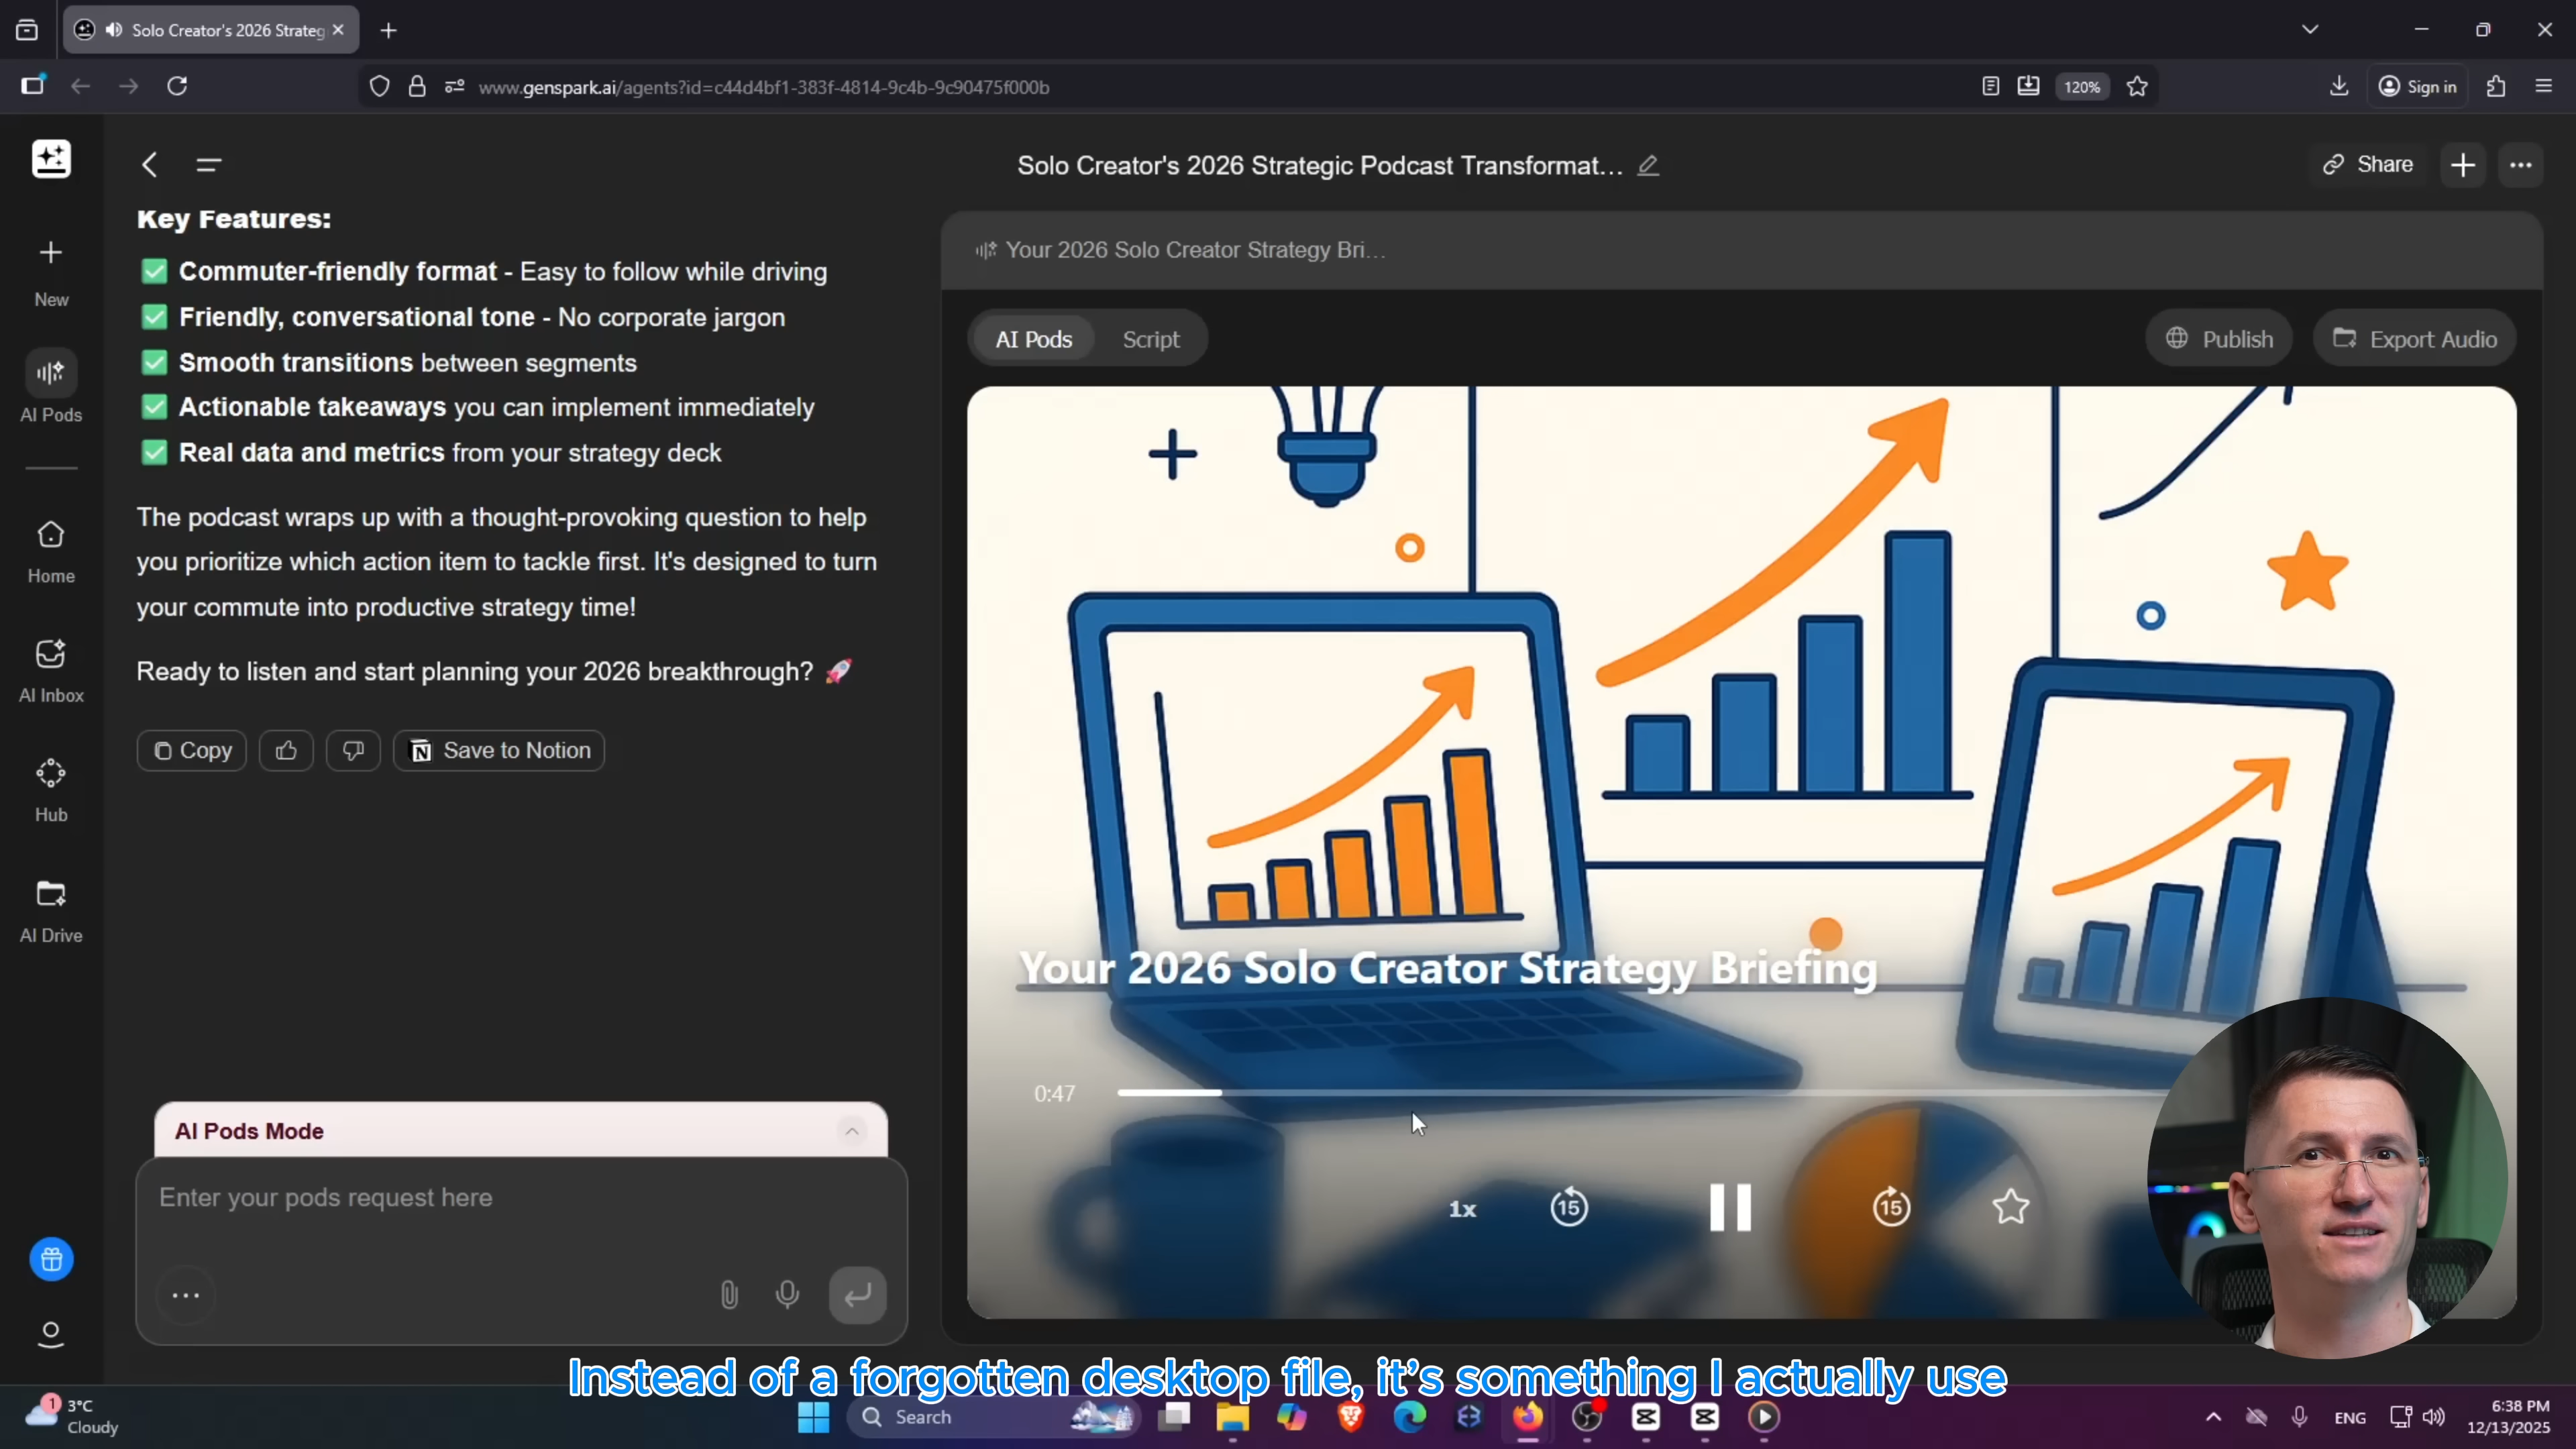 Solo Creator's 2026 Strateg
www.genspark.ai/agents?id=c44d4bf1-383f-4814-9c4b-9c90475f000b
120%
Sign in
Solo Creator's 2026 Strategic Podcast Transformat...
Share
New
AI Pods
Home
AI Inbox
Hub
AI Drive
Key Features:
Commuter-friendly format - Easy to follow while driving
Friendly, conversational tone - No corporate jargon
Smooth transitions between segments
Actionable takeaways you can implement immediately
Real data and metrics from your strategy deck
The podcast wraps up with a thought-provoking question to help
you prioritize which action item to tackle first. It's designed to turn
your commute into productive strategy time!
Ready to listen and start planning your 2026 breakthrough? 🚀
Copy
Save to Notion
AI Pods Mode
Enter your pods request here
Your 2026 Solo Creator Strategy Bri...
AI Pods
Script
Publish
Export Audio
Your 2026 Solo Creator Strategy Briefing
0:47
1x
15
15
Instead of a forgotten desktop file, it's something I actually use
1
3°C
Cloudy
Search
ENG
6:38 PM
12/13/2025